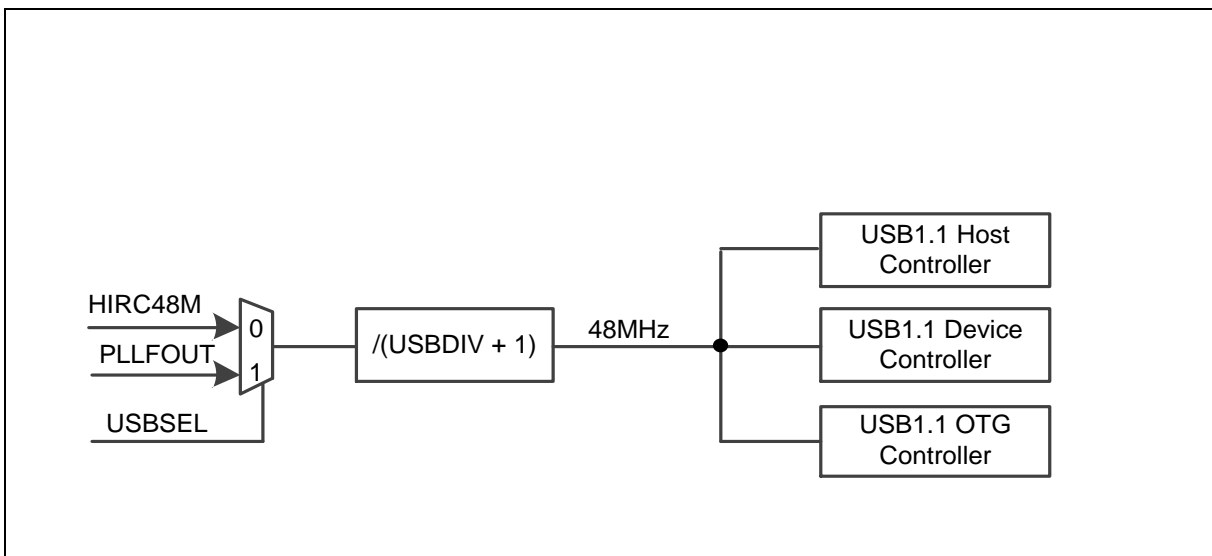 USB1.1 Host
Controller
HIRC48M
0
/(USBDIV + 1)
48MHz
USB1.1 Device
Controller
PLLFOUT
1
USBSEL
USB1.1 OTG
Controller